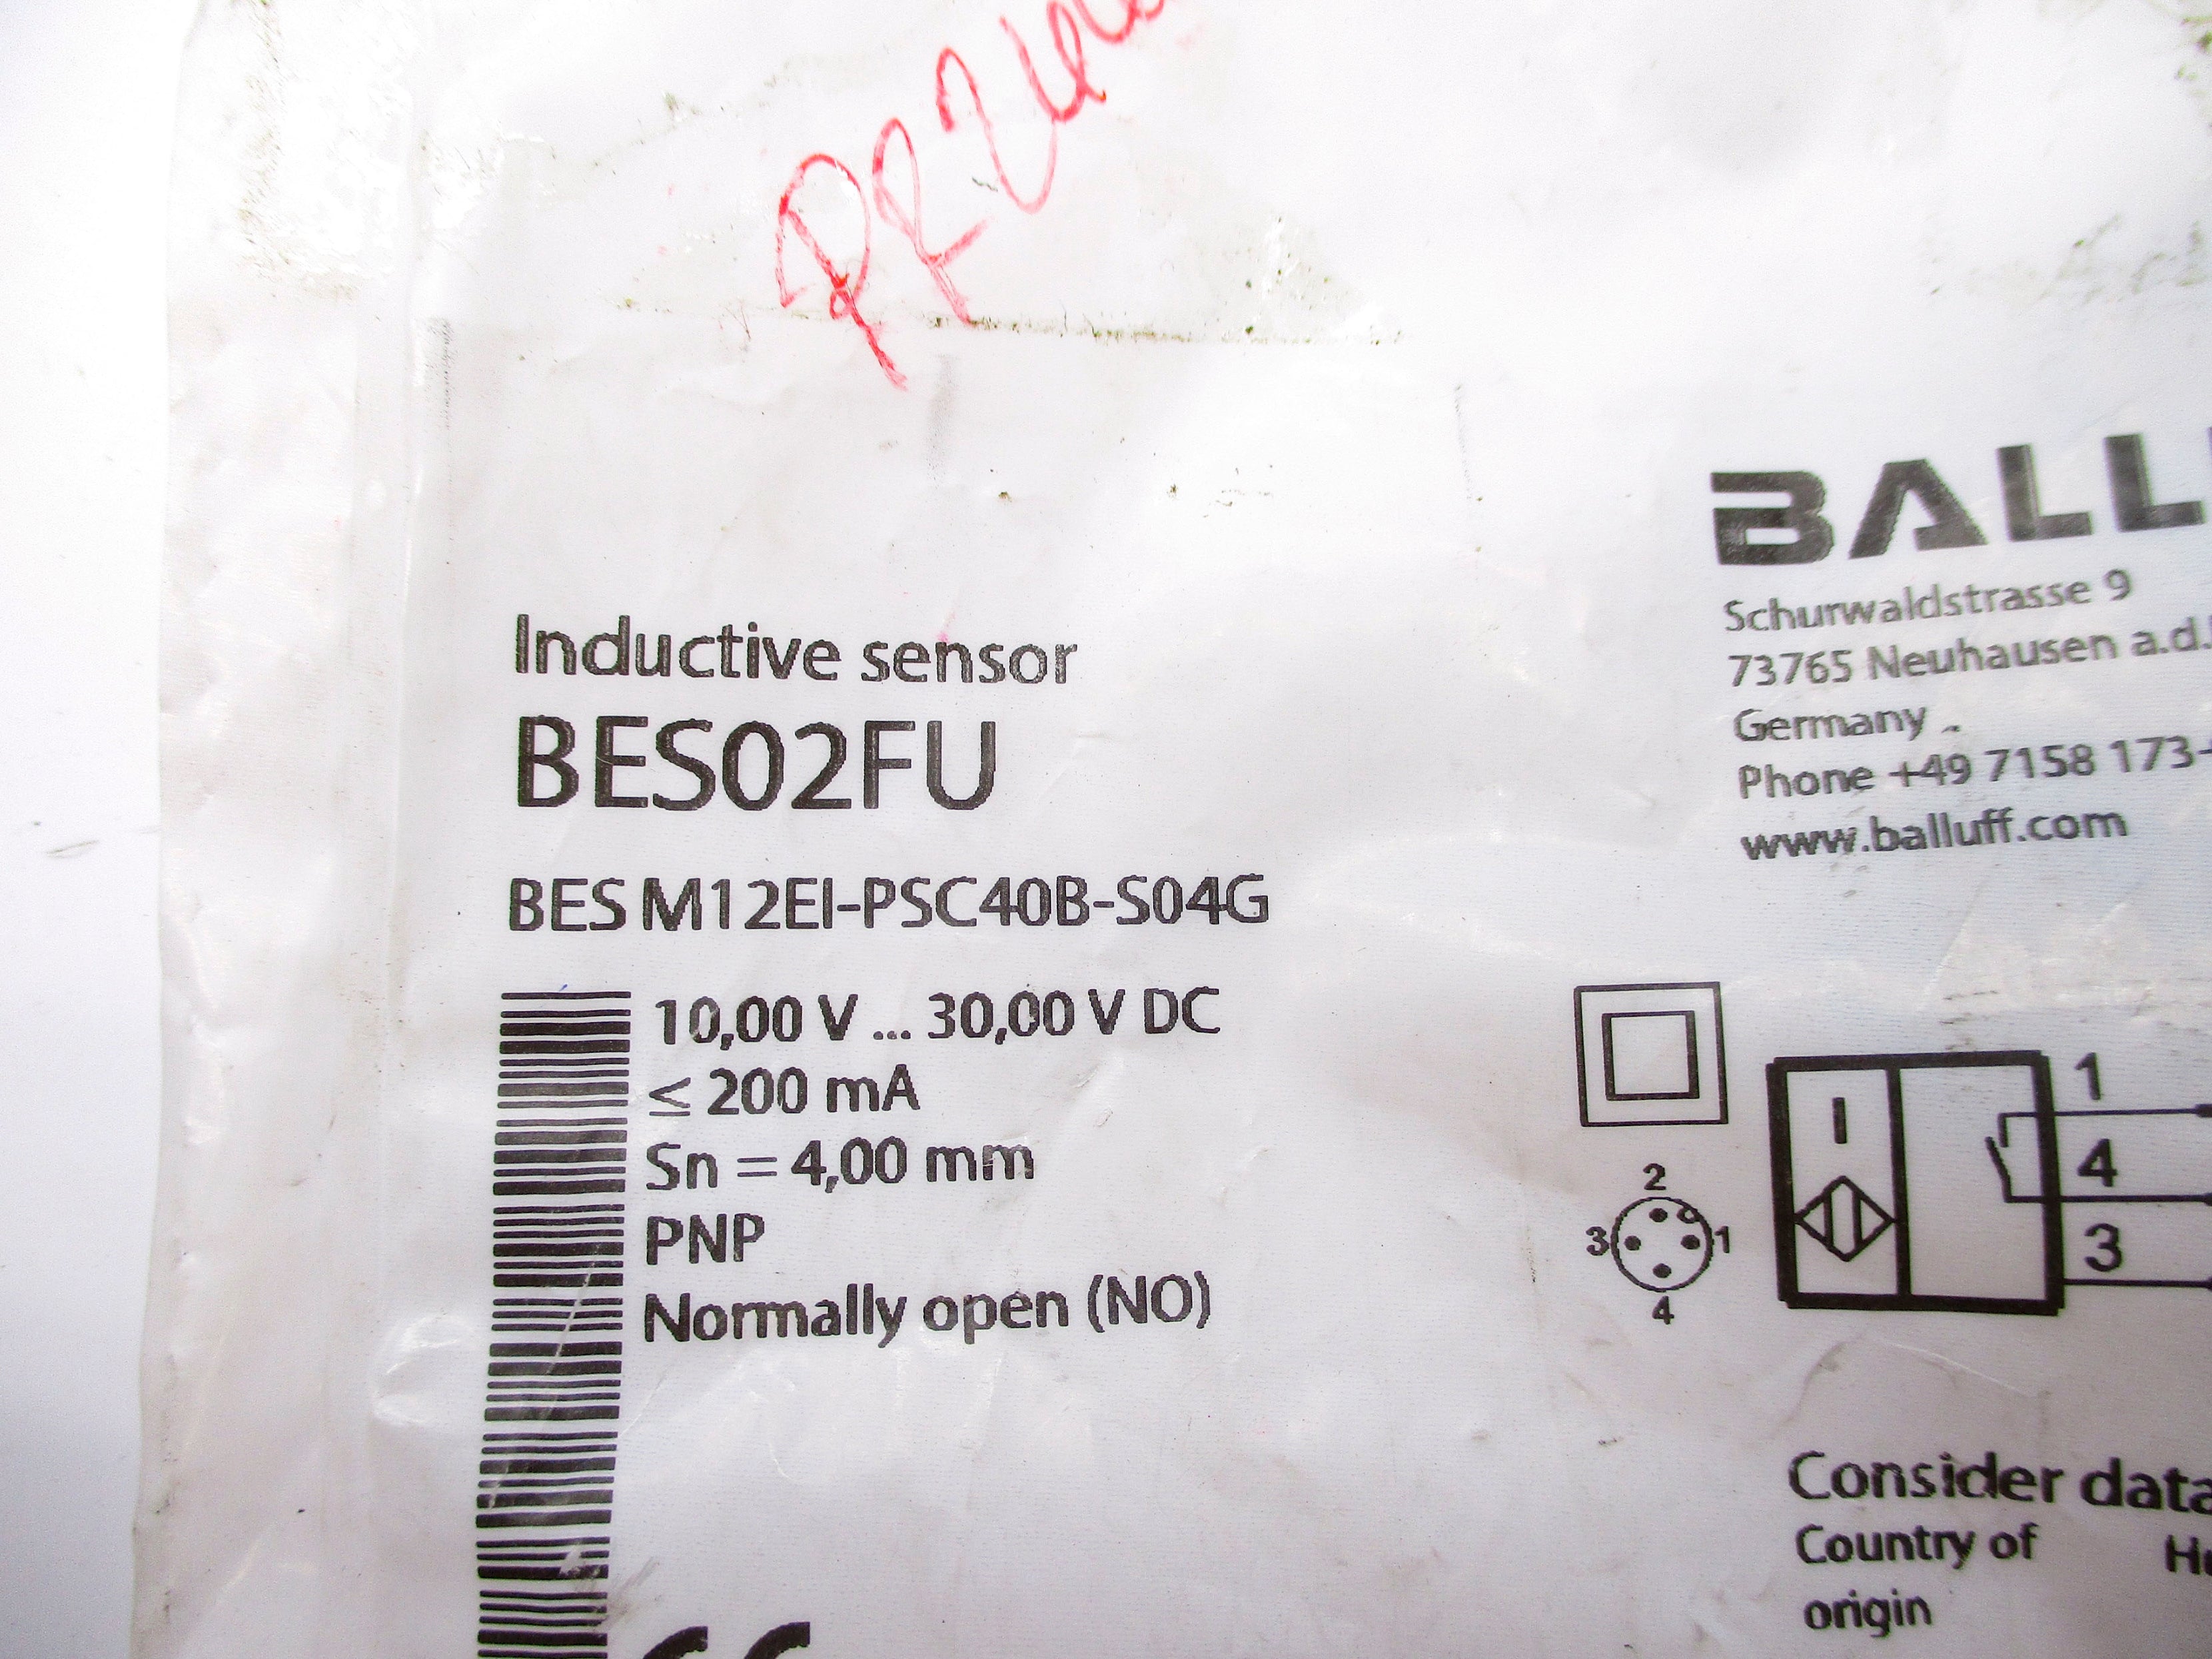 Inductive sensor
BES02FU
BES M12EI-PSC40B-S04G
10,00 V ... 30,00 V DC
≤ 200 mA
Sn = 4,00 mm
PNP
Normally open (NO)
BALL
Schurwaldstrasse 9
73765 Neuhausen a.d.
Germany
Phone +49 7158 173-
www.balluff.com
2
3 1
4
1
4
3
Consider data
Country of
origin